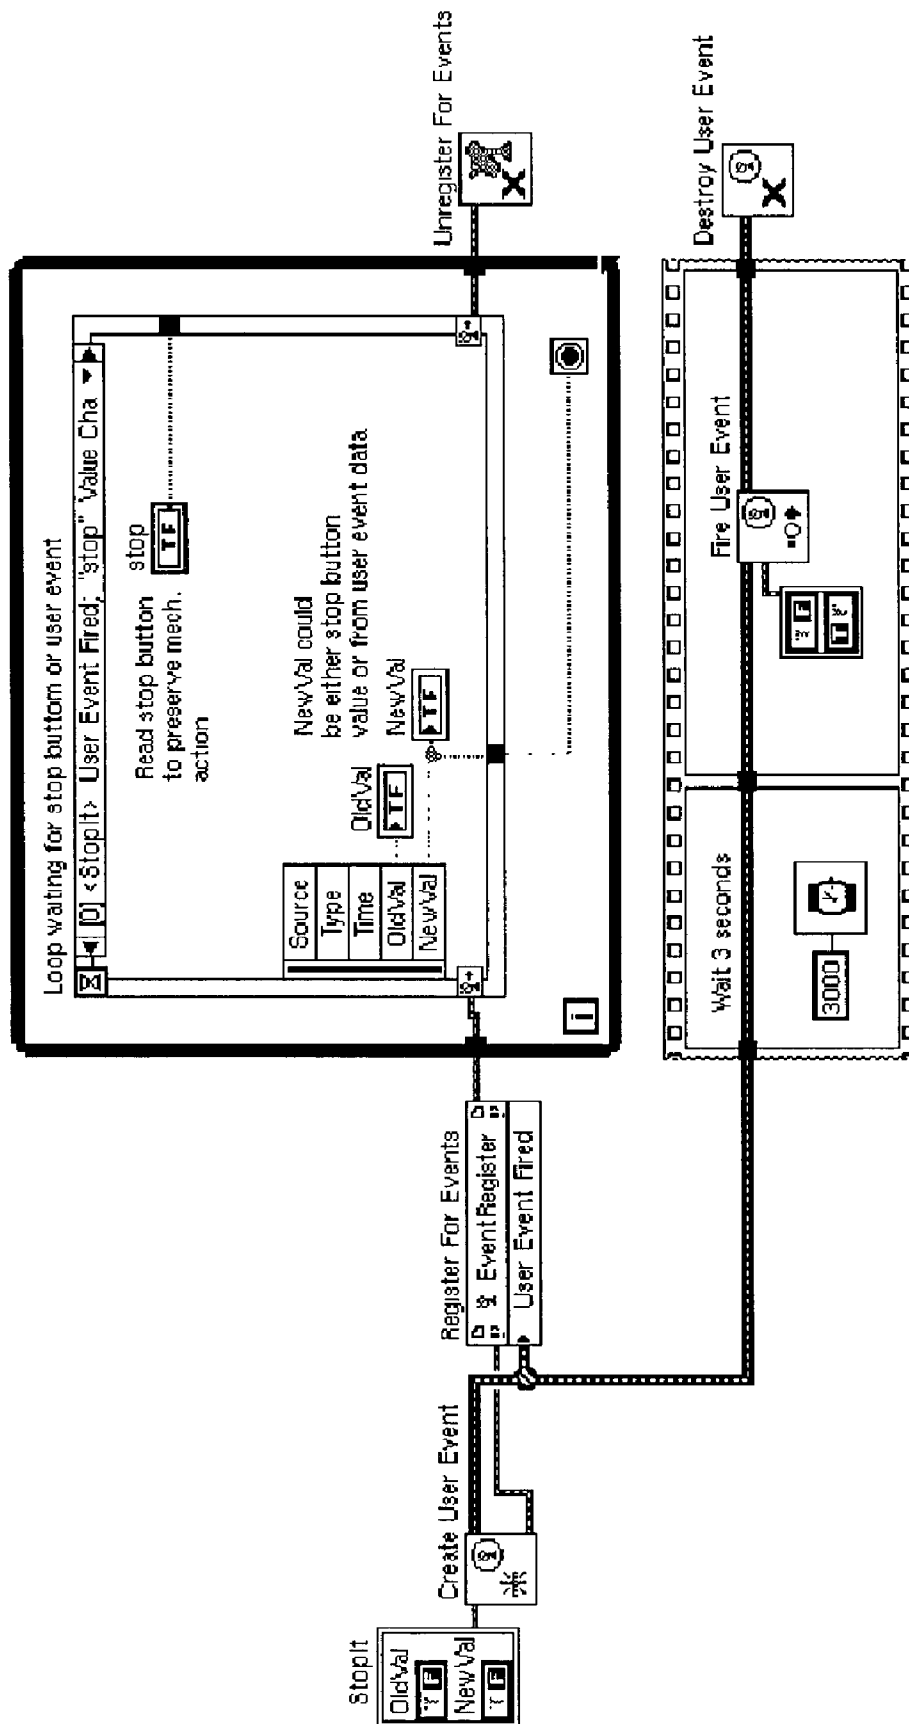 StopIt
OldVal
F
NewVal
F
Create User Event
Register For Events
EventRegister
User Event Fired
Loop waiting for stop buttom or user event
[0] <StopIt> User Event Fired; "stop" Value Cha
Read stop button
to preserve mech.
action
stop
TF
Source
Type
Time
OldVal
NewVal
OldVal
TF
NewVal could
be either stop button
value or from user event data
NewVal
TF
i
Unregister For Events
Wait 3 seconds
3000
Fire User Event
F
T
Destroy User Event